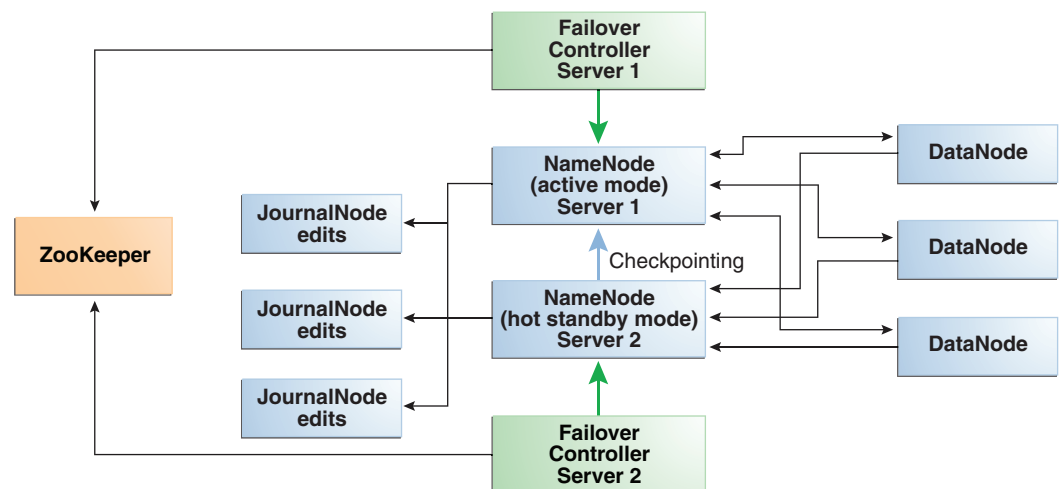 Failover
Controller
Server 1
NameNode
(active mode)
Server 1
DataNode
JournalNode
edits
ZooKeeper
Checkpointing
DataNode
JournalNode
edits
NameNode
(hot standby mode)
Server 2
DataNode
JournalNode
edits
Failover
Controller
Server 2